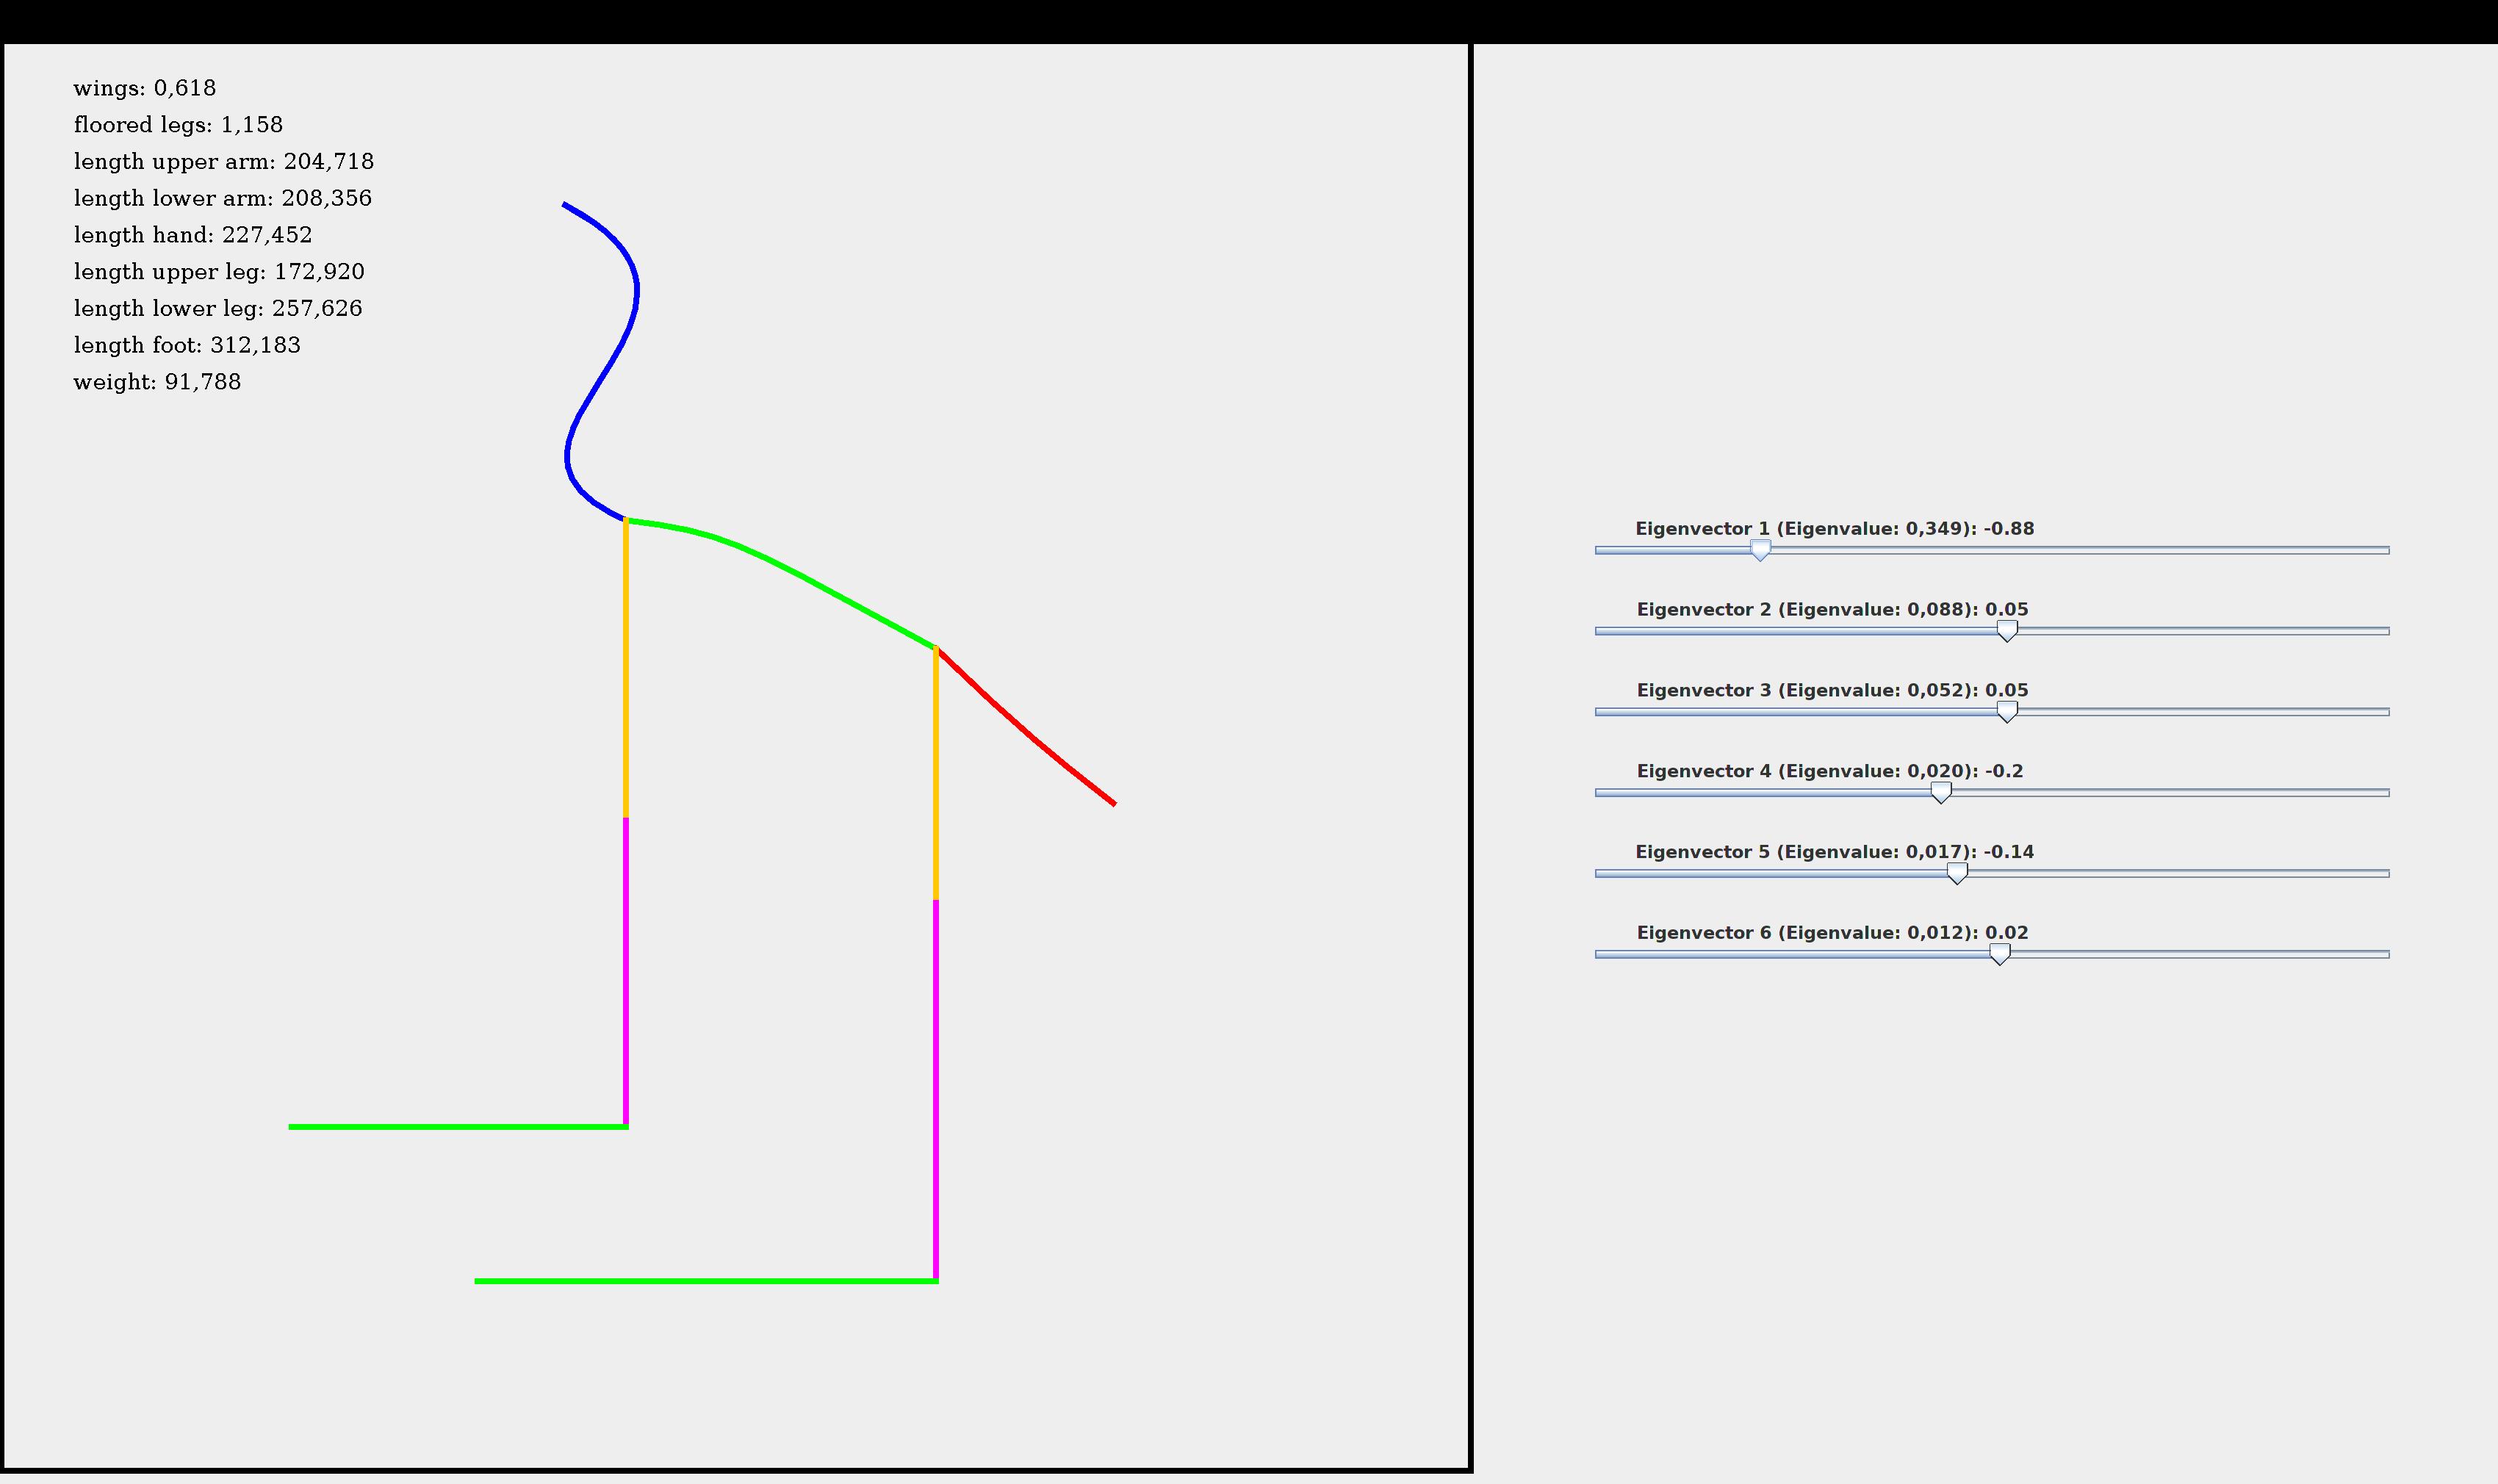 wings: 0,618
floored legs: 1,158
length upper arm: 204,718
length lower arm: 208,356
length hand: 227,452
length upper leg: 172,920
length lower leg: 257,626
length foot: 312,183
weight: 91,788
Eigenvector 1 (Eigenvalue: 0,349): -0.88
Eigenvector 2 (Eigenvalue: 0,088): 0.05
Eigenvector 3 (Eigenvalue: 0,052): 0.05
Eigenvector 4 (Eigenvalue: 0,020): -0.2
Eigenvector 5 (Eigenvalue: 0,017): -0.14
Eigenvector 6 (Eigenvalue: 0,012): 0.02